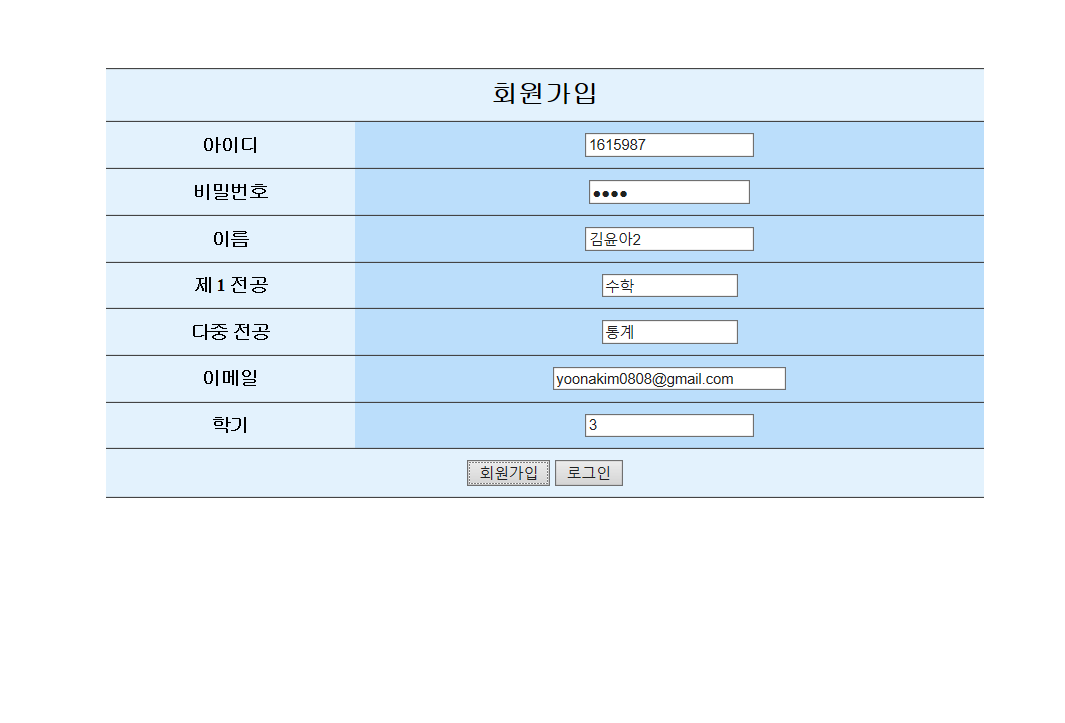 회원가입
아이디 1615987
비밀번호 ●●●●
이름 김윤아2
제 1 전공 수학
다중 전공 통계
이메일 yoonakim0808@gmail.com
학기 3
회원가입 로그인